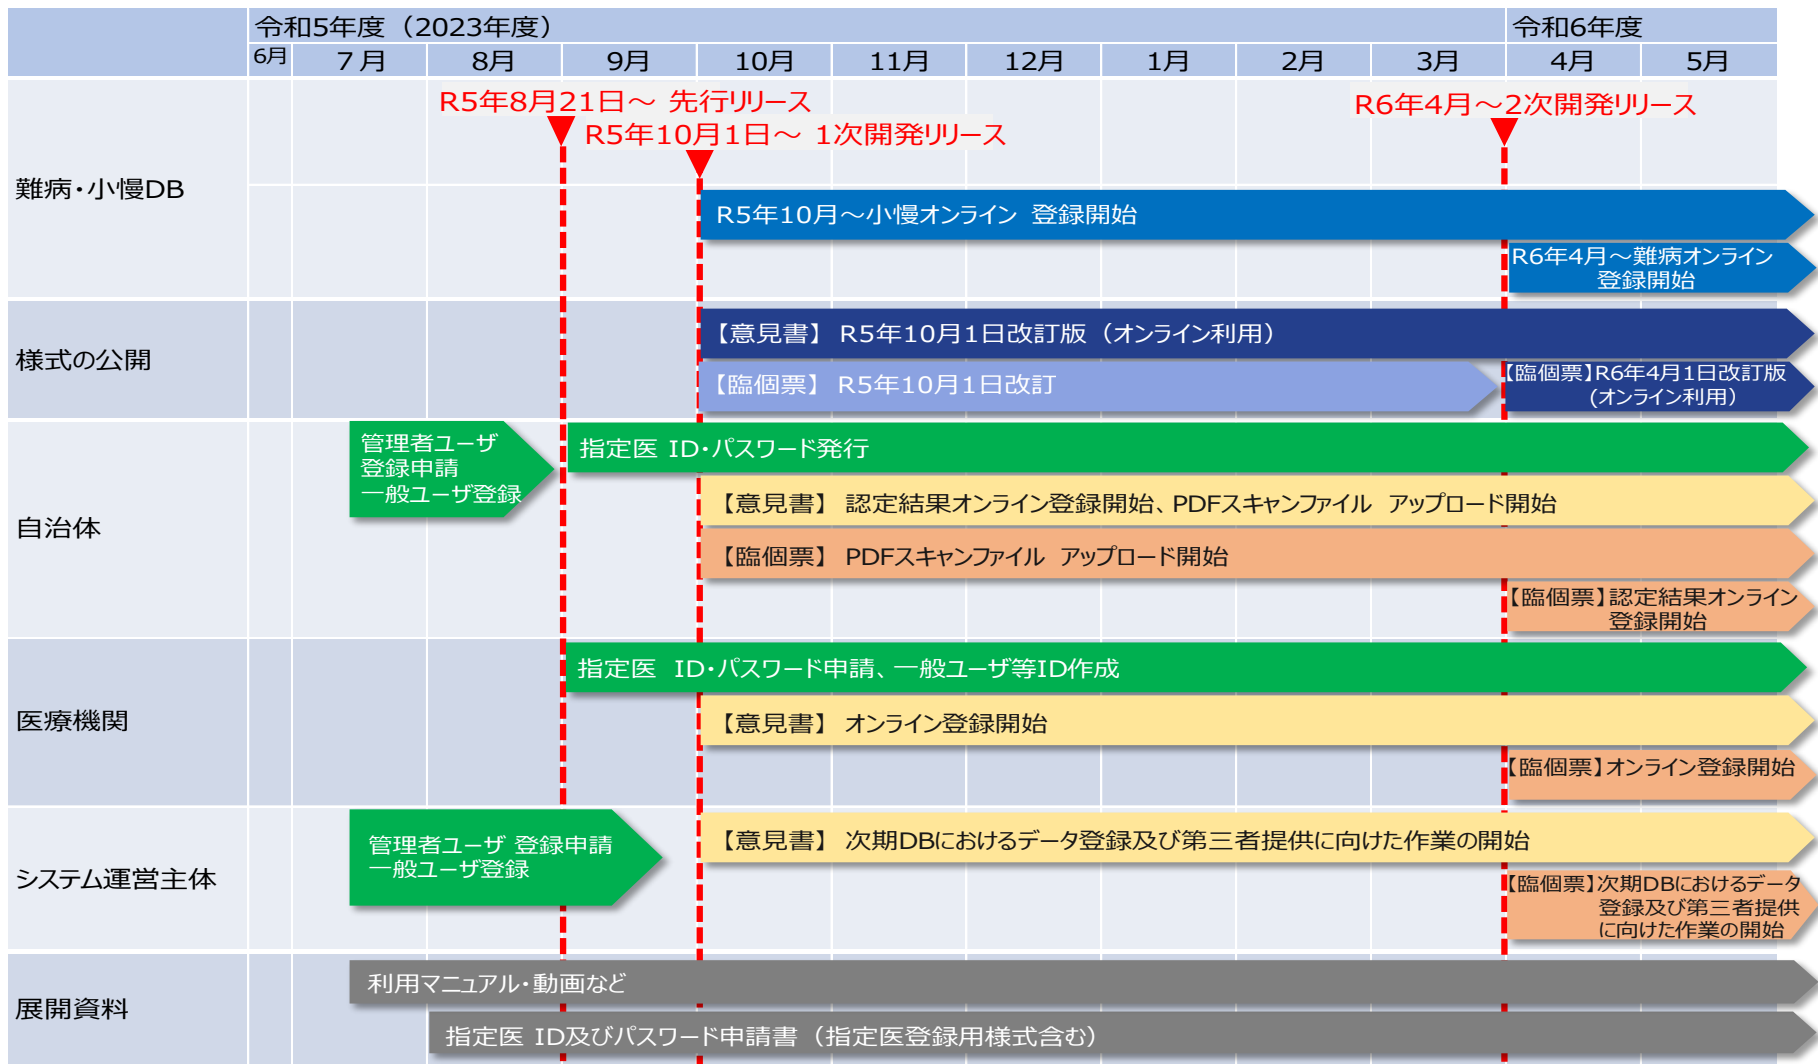 令和5年度（2023年度）
令和6年度
6月
7月
8月
9月
10月
11月
12月
1月
2月
3月
4月
5月
難病・小慢DB
R5年8月21日～ 先行リリース
R5年10月1日～ 1次開発リリース
R6年4月～2次開発リリース
R5年10月～小慢オンライン 登録開始
R6年4月～難病オンライン
登録開始
様式の公開
【意見書】 R5年10月1日改訂版（オンライン利用）
【臨個票】 R5年10月1日改訂
【臨個票】R6年4月1日改訂版
(オンライン利用）
自治体
管理者ユーザ
登録申請
一般ユーザ登録
指定医 ID・パスワード発行
【意見書】 認定結果オンライン登録開始、PDFスキャンファイル アップロード開始
【臨個票】 PDFスキャンファイル アップロード開始
【臨個票】認定結果オンライン
登録開始
医療機関
指定医 ID・パスワード申請、一般ユーザ等ID作成
【意見書】 オンライン登録開始
【臨個票】オンライン登録開始
システム運営主体
管理者ユーザ 登録申請
一般ユーザ登録
【意見書】 次期DBにおけるデータ登録及び第三者提供に向けた作業の開始
【臨個票】次期DBにおけるデータ
登録及び第三者提供
に向けた作業の開始
展開資料
利用マニュアル・動画など
指定医 ID及びパスワード申請書（指定医登録用様式含む）